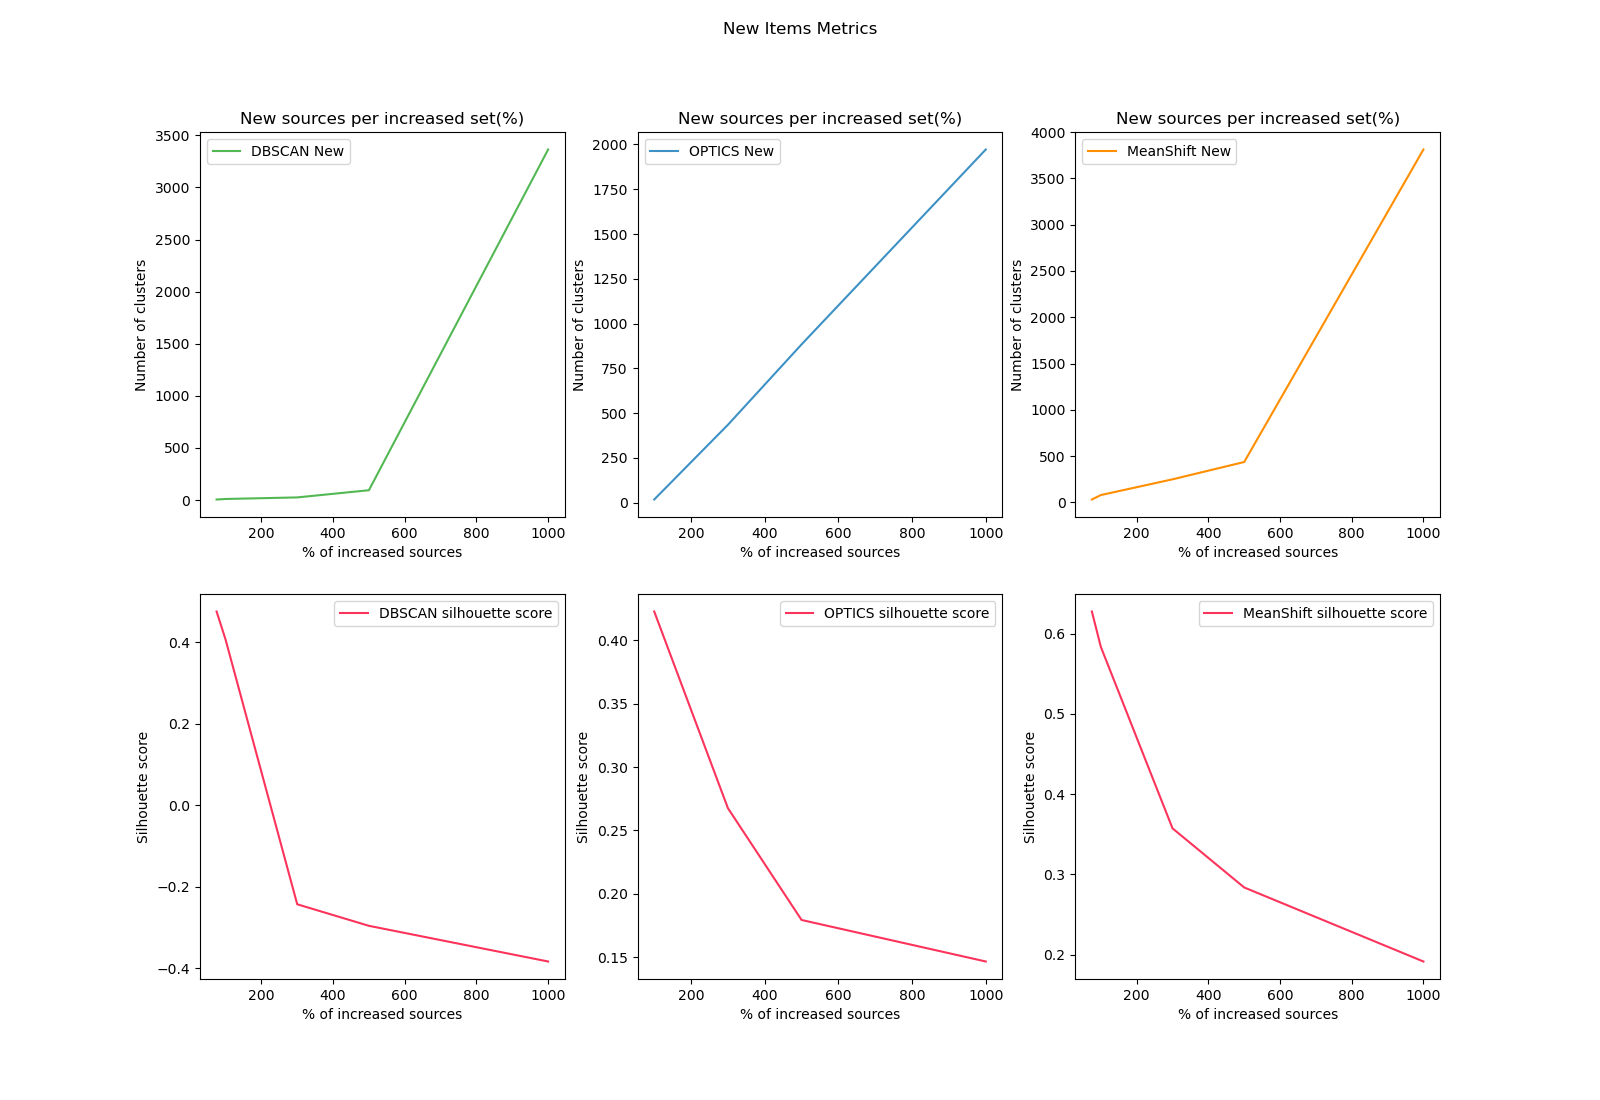 New Items Metrics
New sources per increased set(%)
DBSCAN New
3500
3000
2500
2000
1500
1000
500
0
Number of clusters
200 400 600 800 1000
% of increased sources
New sources per increased set(%)
OPTICS New
2000
1750
1500
1250
1000
750
500
250
0
Number of clusters
200 400 600 800 1000
% of increased sources
New sources per increased set(%)
MeanShift New
4000
3500
3000
2500
2000
1500
1000
500
0
Number of clusters
200 400 600 800 1000
% of increased sources
DBSCAN silhouette score
0.4
0.2
0.0
−0.2
−0.4
Silhouette score
200 400 600 800 1000
% of increased sources
OPTICS silhouette score
0.40
0.35
0.30
0.25
0.20
0.15
Silhouette score
200 400 600 800 1000
% of increased sources
MeanShift silhouette score
0.6
0.5
0.4
0.3
0.2
Silhouette score
200 400 600 800 1000
% of increased sources